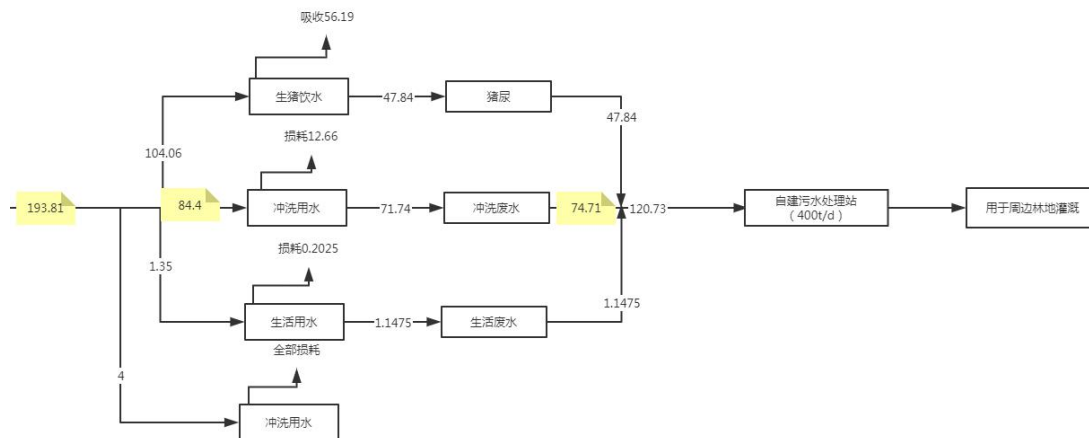 吸收56.19
生猪饮水
47.84
猪尿
47.84
104.06
损耗12.66
193.81
84.4
冲洗用水
71.74
冲洗废水
74.71
120.73
自建污水处理站
（400t/d）
用于周边林地灌溉
1.35
损耗0.2025
生活用水
1.1475
生活废水
1.1475
4
全部损耗
冲洗用水